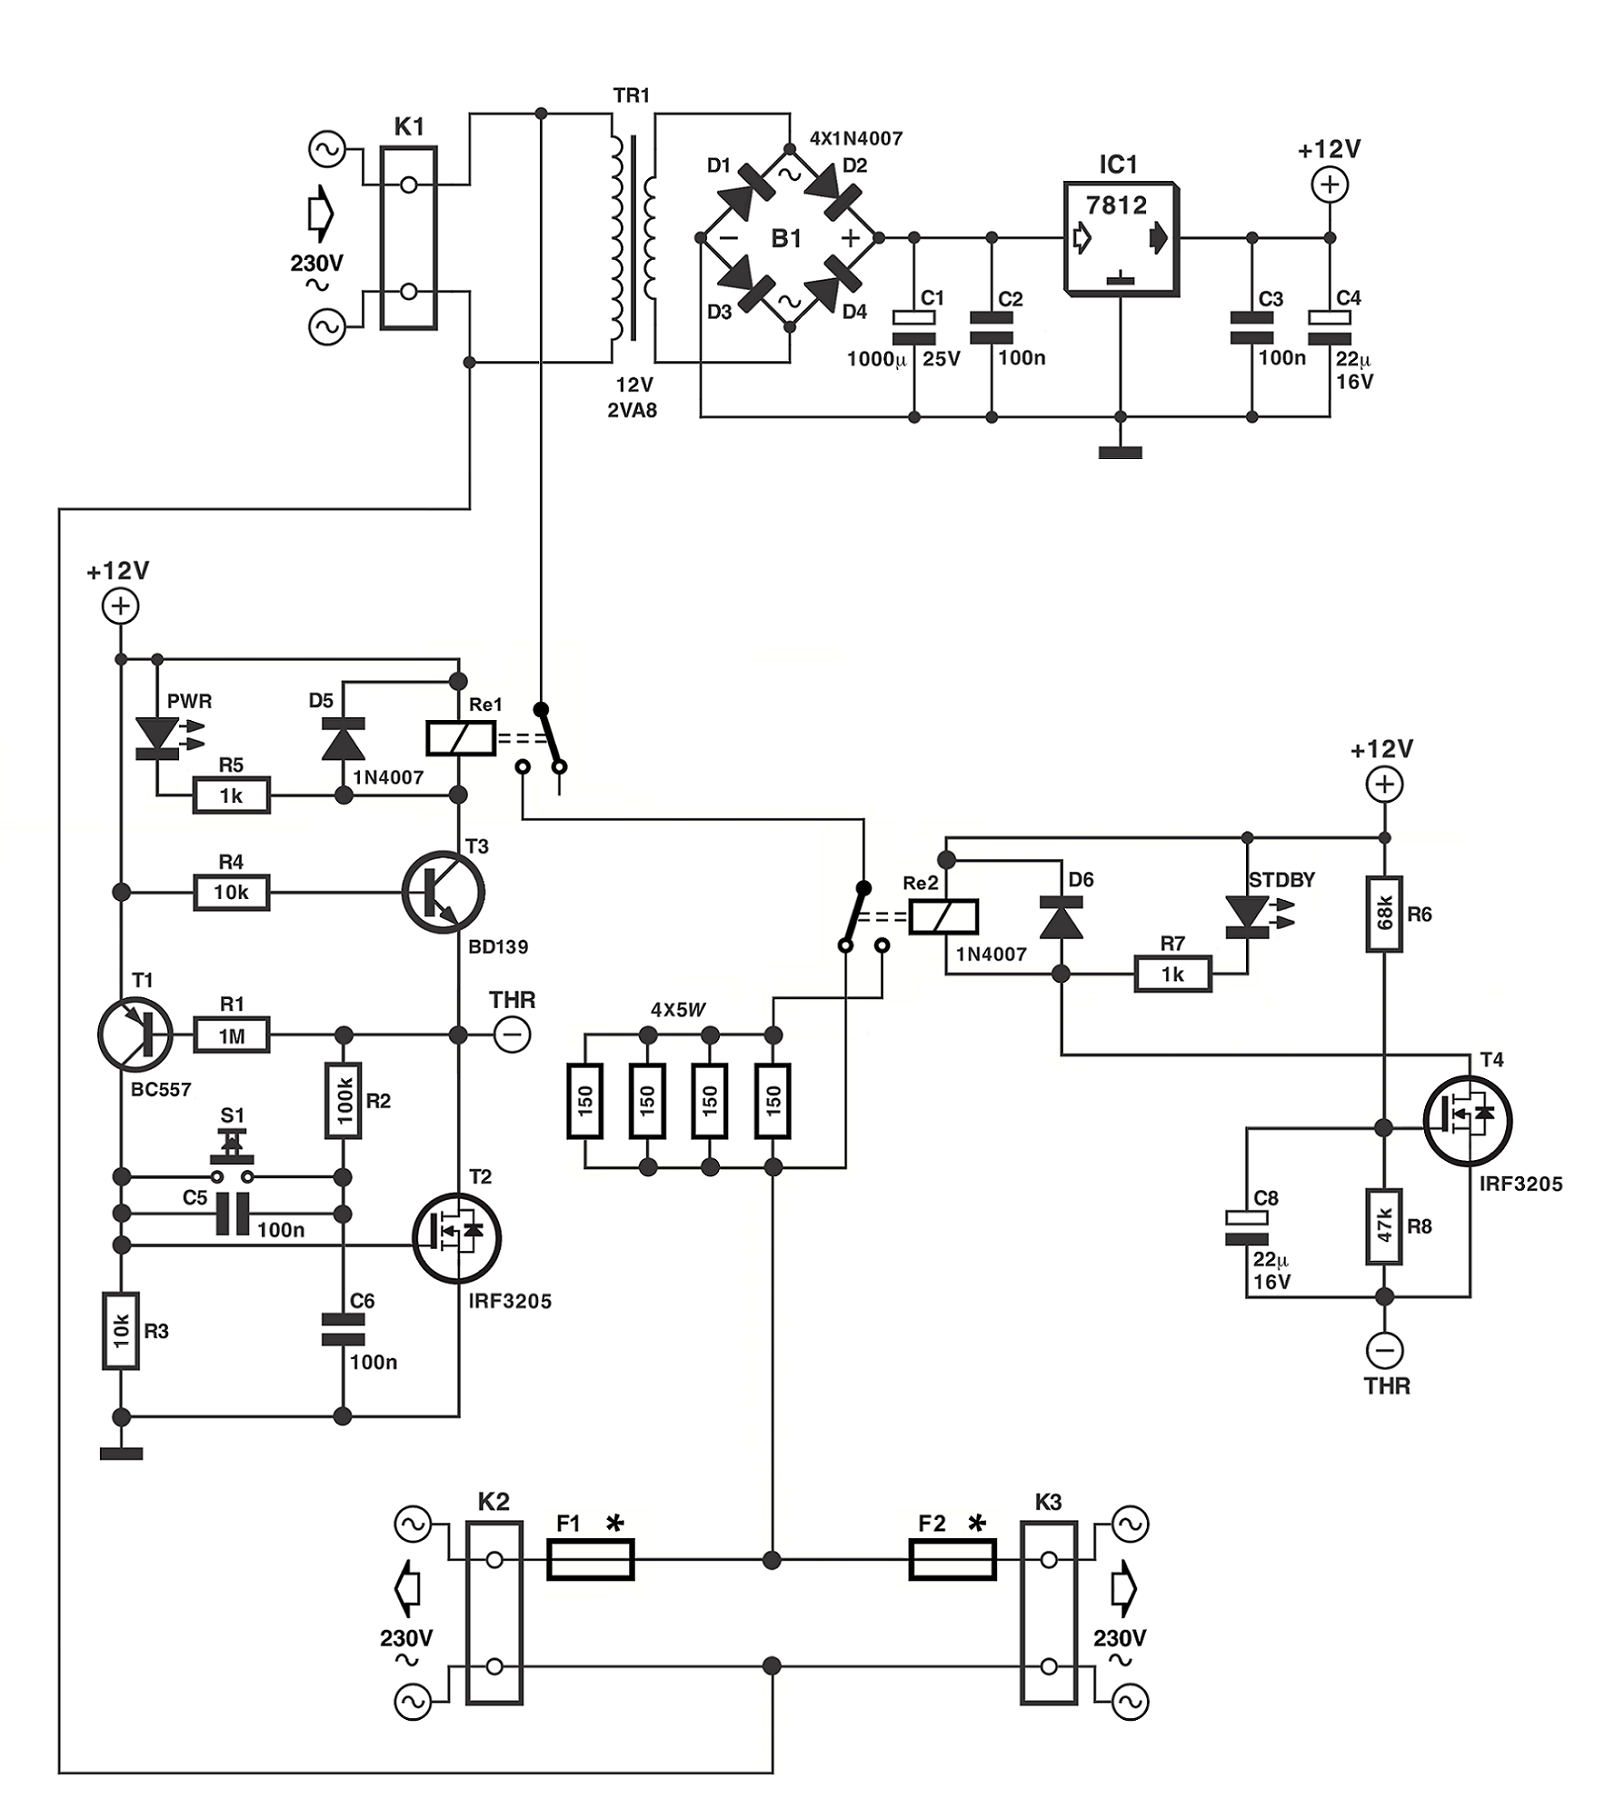 TR1
K1
4X1N4007
D1
D2
IC1
+12V
7812
B1
−
+
230V
~
D3
D4
C1
C2
C3
C4
1000µ
25V
100n
100n
22µ
16V
12V
2VA8
+12V
PWR
D5
Re1
R5
1k
1N4007
+12V
T3
R4
10k
Re2
D6
STDBY
68k
R6
BD139
1N4007
R7
1k
T1
R1
THR
4X5W
1M
BC557
100k
R2
150
150
150
150
T4
S1
T2
IRF3205
C5
100n
C8
47k
R8
22µ
16V
C6
IRF3205
10k
R3
100n
THR
K2
K3
F1 *
F2 *
230V
~
230V
~